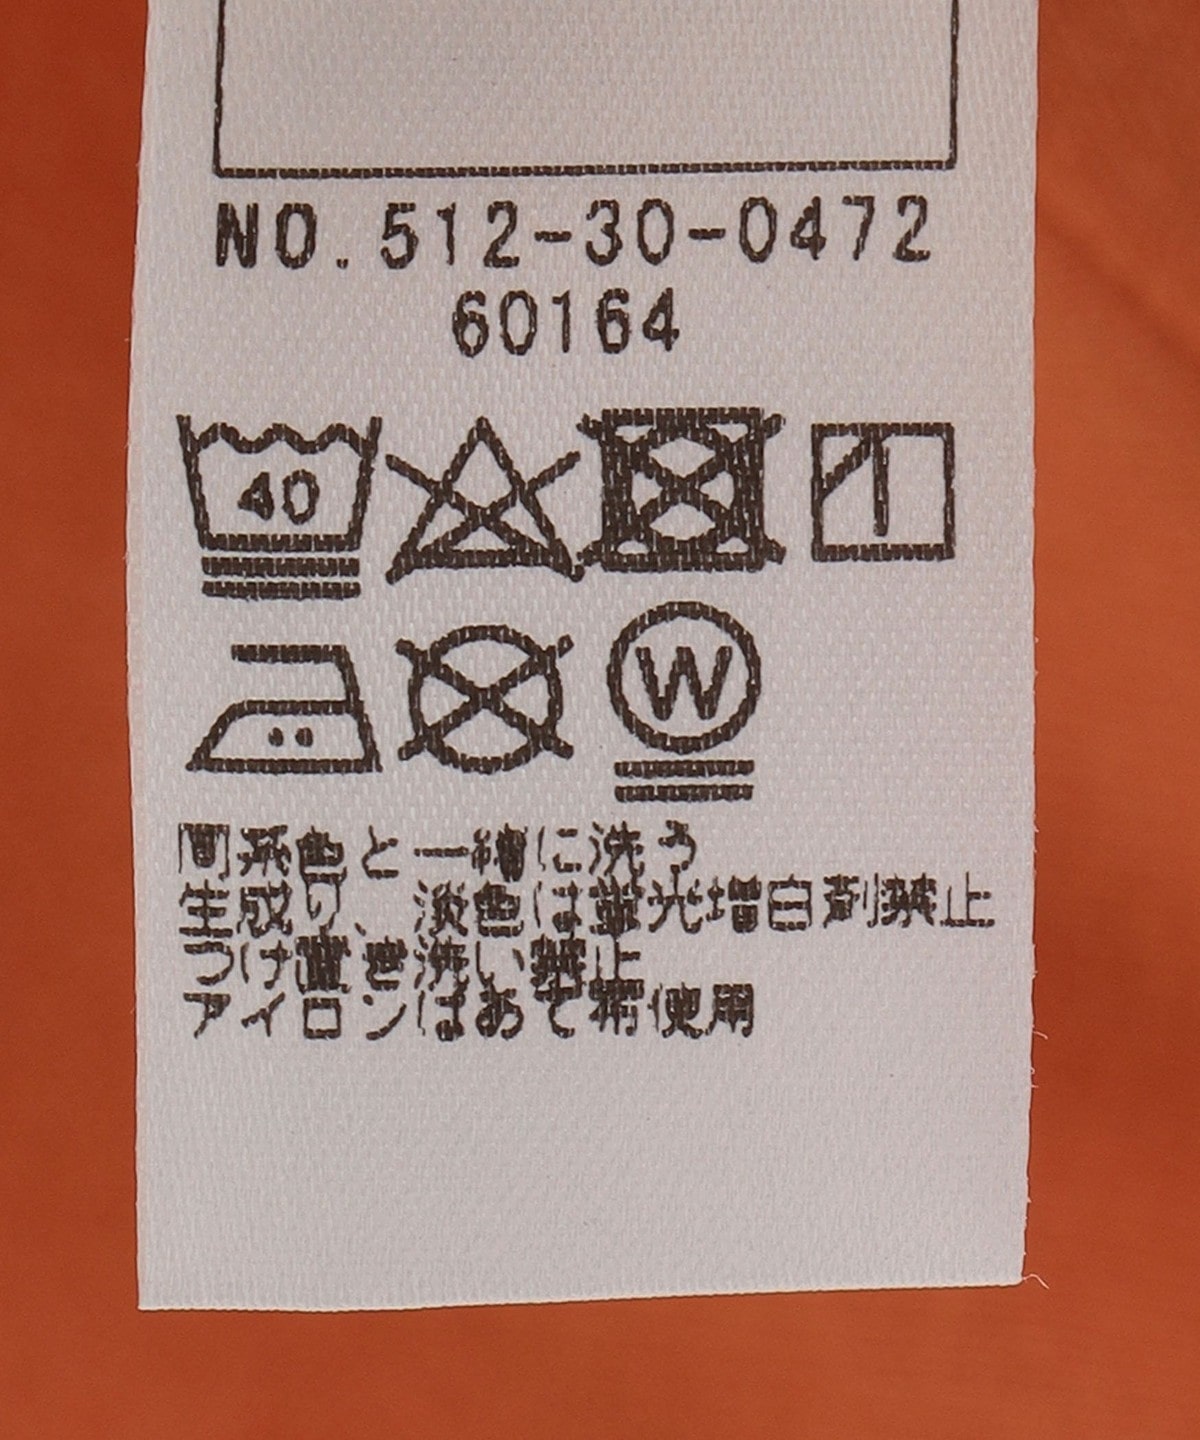 NO.512-30-0472
60164
40
W
同系色と一緒に洗う
生成り、淡色は蛍光増白剤禁止
つけ置き洗い禁止
アイロンはあて布使用